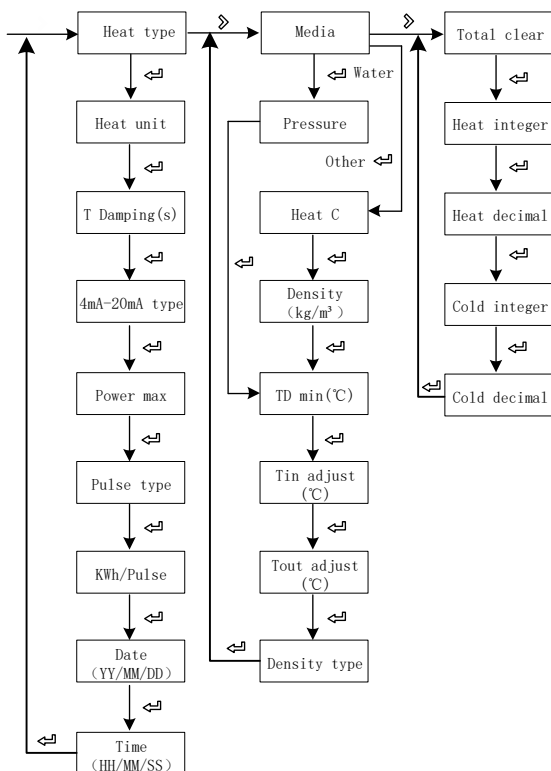 Heat type
Heat unit
T Damping(s)
4mA-20mA type
Power max
Pulse type
KWh/Pulse
Date
(YY/MM/DD)
Time
(HH/MM/SS)
Media
Water
Pressure
Other
Heat C
Density
(kg/m³)
TD min(℃)
Tin adjust
(℃)
Tout adjust
(℃)
Density type
Total clear
Heat integer
Heat decimal
Cold integer
Cold decimal